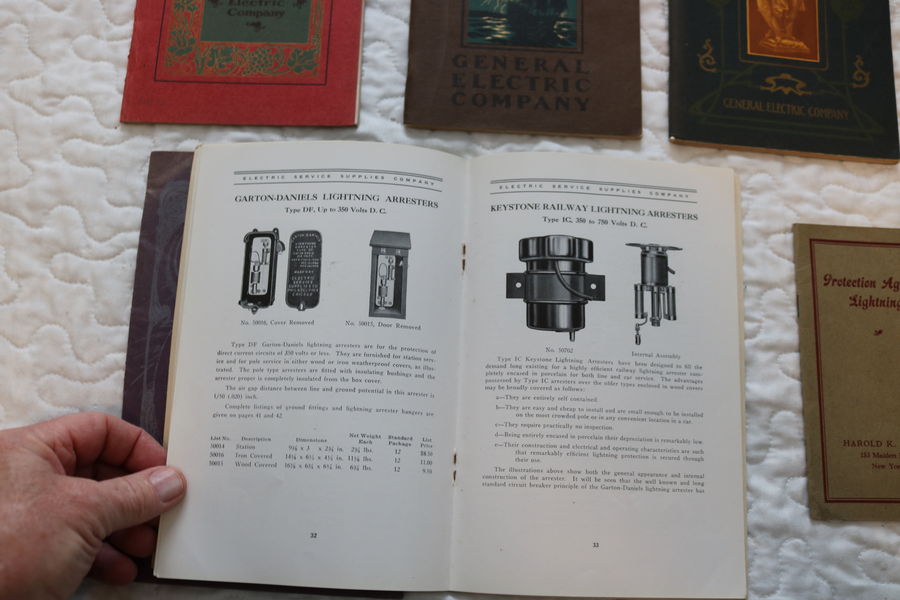 Electric
Company
GENERAL
ELECTRIC
COMPANY
GENERAL ELECTRIC COMPANY
ELECTRIC SERVICE SUPPLIES COMPANY
GARTON-DANIELS LIGHTNING ARRESTERS
Type DF, Up to 350 Volts D. C.
No. 50016, Cover Removed
No. 50015, Door Removed
Type DF Garton-Daniels lightning arresters are for the protection of
direct current circuits of 350 volts or less. They are furnished for station serv-
ice and for pole service in either wood or iron weatherproof covers, as illus-
trated. The pole type arresters are fitted with insulating bushings and the
arrester proper is completely insulated from the box cover.
The air gap distance between line and ground potential in this arrester is
1/50 (.020) inch.
Complete listings of ground fittings and lightning arrester hangers are
given on pages 41 and 42.
List No. Description Dimensions Net Weight Each Standard Package List Price
50014 Station 12
50016 Iron Covered 12 11.00
50015 Wood Covered 12
32
ELECTRIC SERVICE SUPPLIES COMPANY
KEYSTONE RAILWAY LIGHTNING ARRESTERS
Type IC, 350 to 750 Volts D. C.
No. 50762
Internal Assembly
Type IC Keystone Lightning Arresters have been designed to fill the
demand long existing for a highly efficient railway lightning arrester com-
pletely encased in porcelain for both line and car service. The advantages
possessed by Type IC arresters over the older types enclosed in wood covers
may be broadly covered as follows:
a—They are entirely self contained.
b—They are easy and cheap to install and are small enough to be installed
on the most crowded pole or in any convenient location in a car.
c—They require practically no inspection.
d—Being entirely encased in porcelain their depreciation is remarkably low.
e—Their construction and electrical and operating characteristics are such
that remarkably efficient lightning protection is secured through
their use.
The illustrations above show both the general appearance and internal
construction of the arrester. It will be seen that the well known and long
standard circuit breaker principle of the Garton-Daniels lightning arrester has
33
Protection
Lightning
HAROLD K.
153 Maiden
New